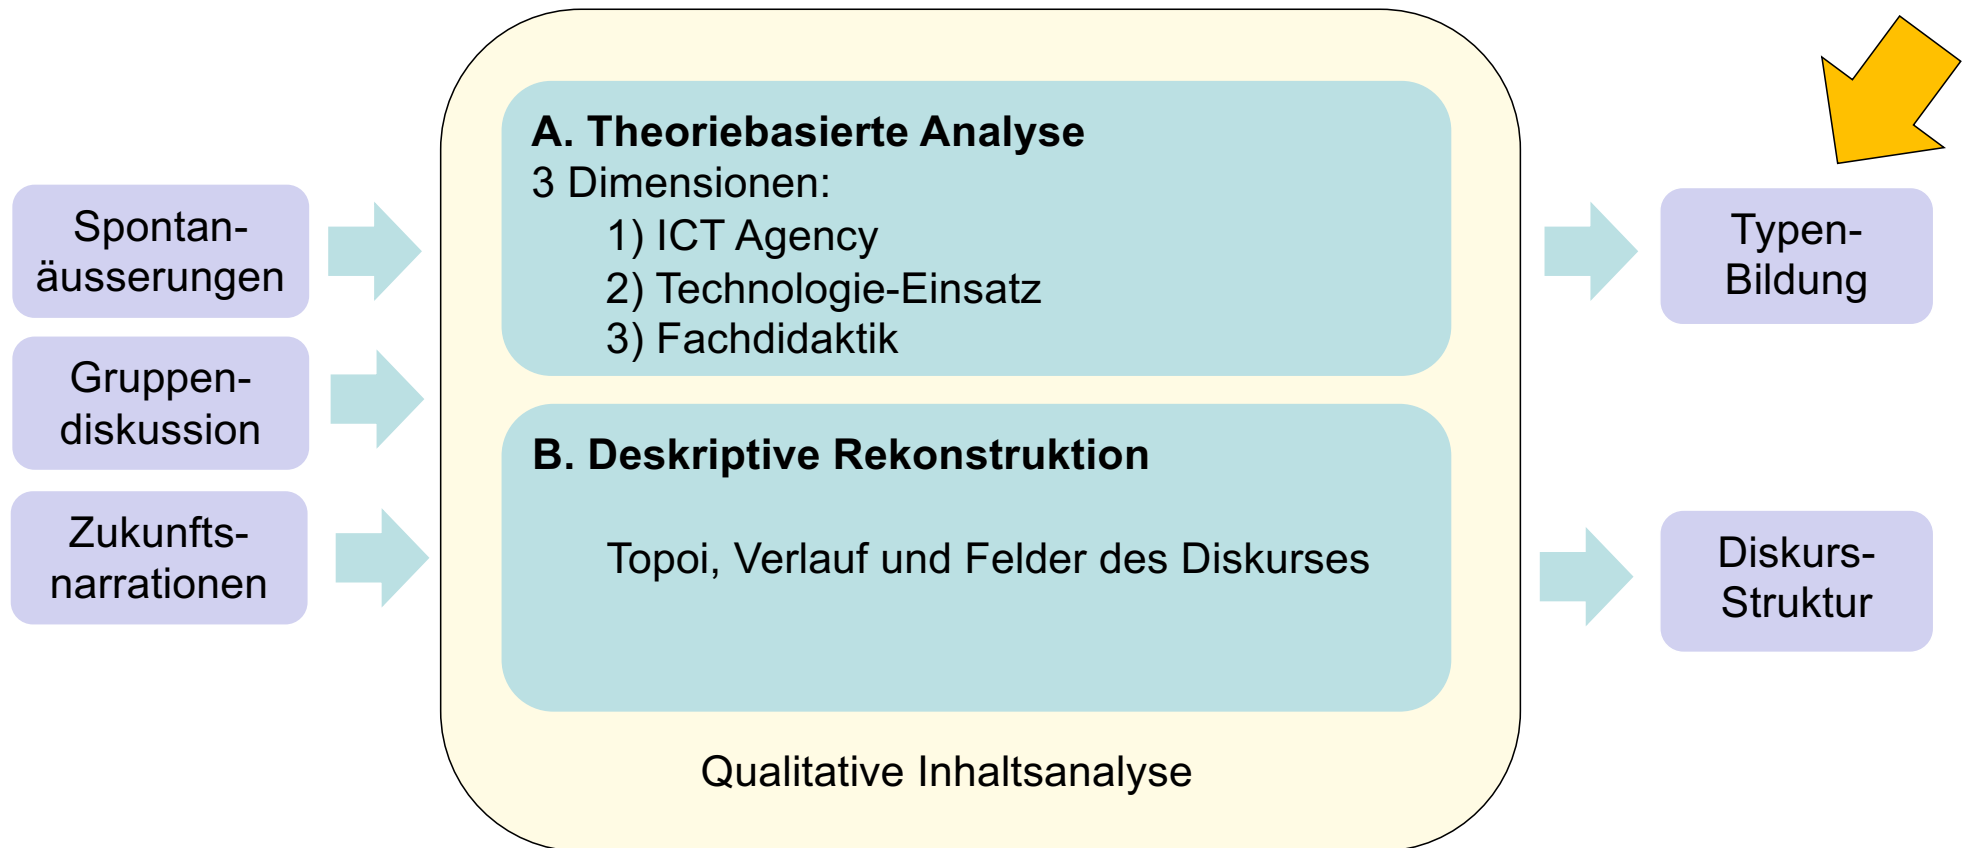 Spontan-
äusserungen
Gruppen-
diskussion
Zukunfts-
narrationen
A. Theoriebasierte Analyse
3 Dimensionen:
1) ICT Agency
2) Technologie-Einsatz
3) Fachdidaktik
B. Deskriptive Rekonstruktion
Topoi, Verlauf und Felder des Diskurses
Qualitative Inhaltsanalyse
Typen-
Bildung
Diskurs-
Struktur